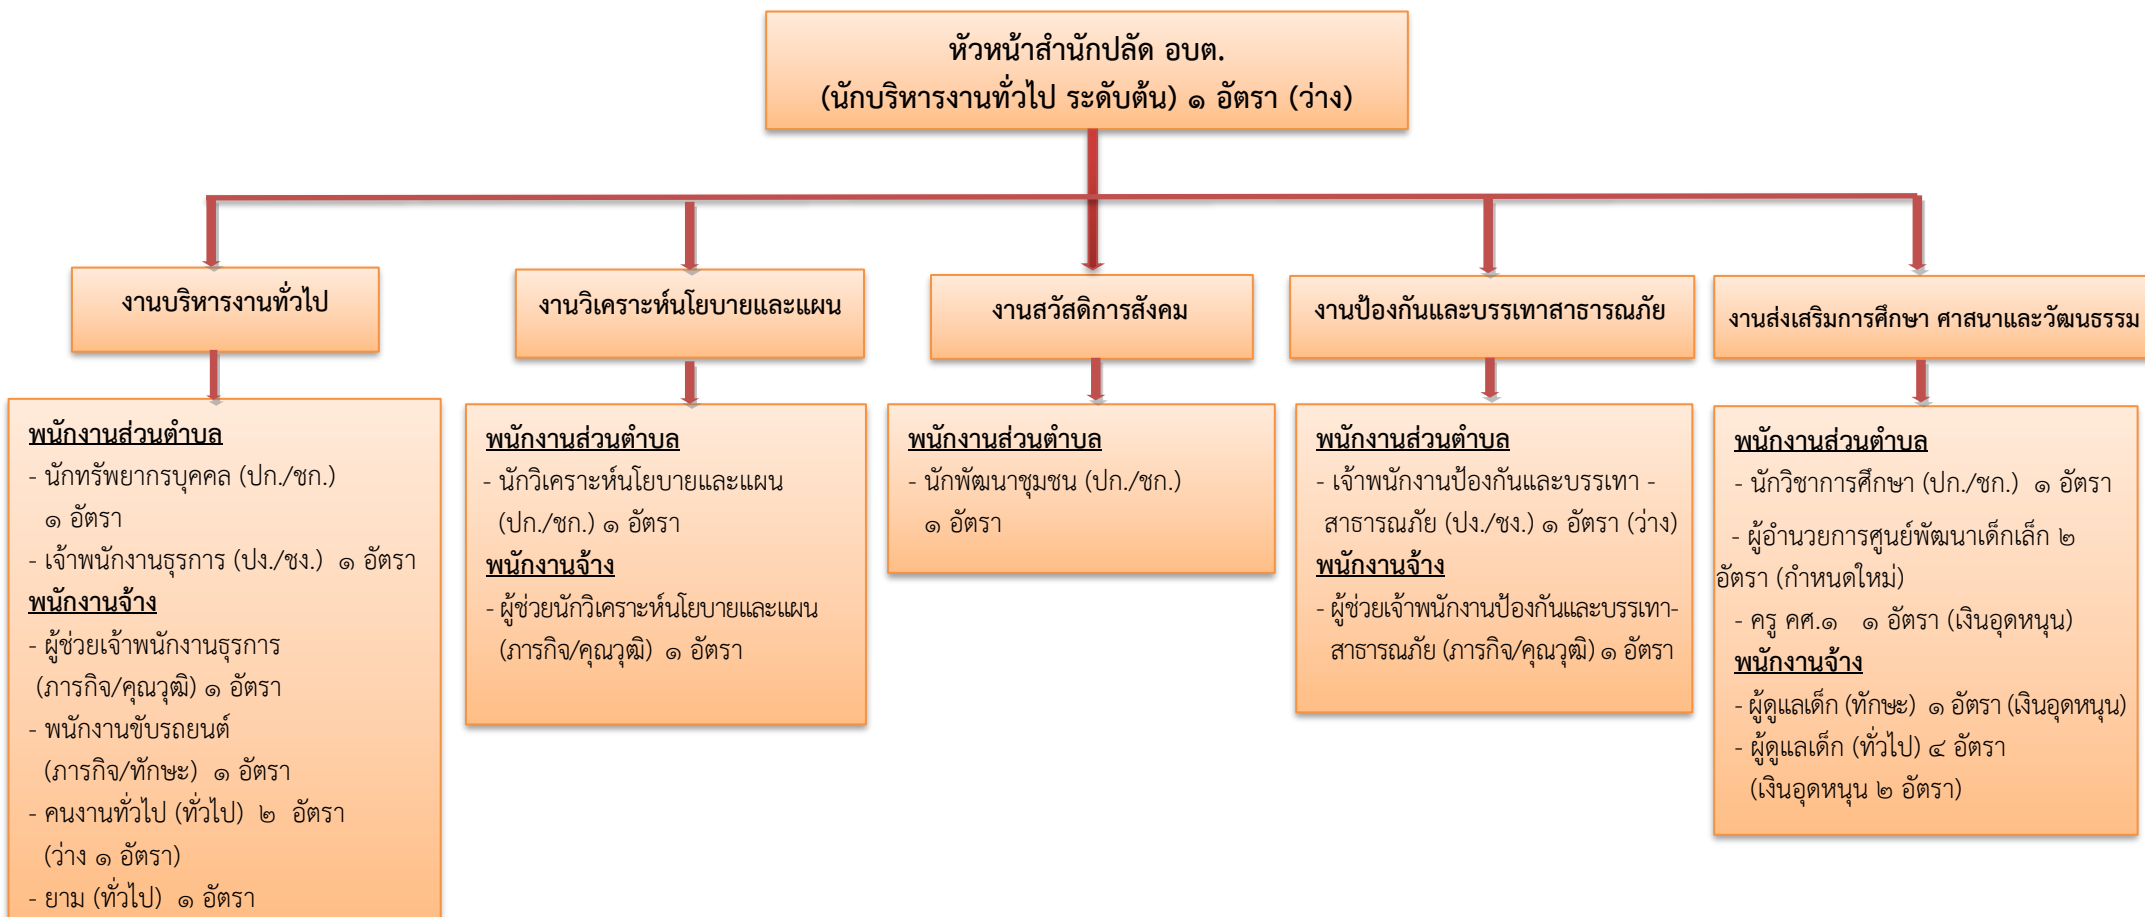 หัวหน้าสำนักปลัด อบต.
(นักบริหารงานทั่วไป ระดับต้น) ๑ อัตรา (ว่าง)
งานบริหารงานทั่วไป
พนักงานส่วนตำบล
- นักทรัพยากรบุคคล (ปก./ชก.)
๑ อัตรา
- เจ้าพนักงานธุรการ (ปง./ชง.) ๑ อัตรา
พนักงานจ้าง
- ผู้ช่วยเจ้าพนักงานธุรการ
(ภารกิจ/คุณวุฒิ) ๑ อัตรา
- พนักงานขับรถยนต์
(ภารกิจ/ทักษะ) ๑ อัตรา
- คนงานทั่วไป (ทั่วไป) ๒ อัตรา
(ว่าง ๑ อัตรา)
- ยาม (ทั่วไป) ๑ อัตรา
งานวิเคราะห์นโยบายและแผน
พนักงานส่วนตำบล
- นักวิเคราะห์นโยบายและแผน
(ปก./ชก.) ๑ อัตรา
พนักงานจ้าง
- ผู้ช่วยนักวิเคราะห์นโยบายและแผน
(ภารกิจ/คุณวุฒิ) ๑ อัตรา
งานสวัสดิการสังคม
พนักงานส่วนตำบล
- นักพัฒนาชุมชน (ปก./ชก.)
๑ อัตรา
งานป้องกันและบรรเทาสาธารณภัย
พนักงานส่วนตำบล
- เจ้าพนักงานป้องกันและบรรเทา -
สาธารณภัย (ปง./ชง.) ๑ อัตรา (ว่าง)
พนักงานจ้าง
- ผู้ช่วยเจ้าพนักงานป้องกันและบรรเทา-
สาธารณภัย (ภารกิจ/คุณวุฒิ) ๑ อัตรา
งานส่งเสริมการศึกษา ศาสนาและวัฒนธรรม
พนักงานส่วนตำบล
- นักวิชาการศึกษา (ปก./ชก.) ๑ อัตรา
- ผู้อำนวยการศูนย์พัฒนาเด็กเล็ก ๒
อัตรา (กำหนดใหม่)
- ครู คศ.๑ ๑ อัตรา (เงินอุดหนุน)
พนักงานจ้าง
- ผู้ดูแลเด็ก (ทักษะ) ๑ อัตรา (เงินอุดหนุน)
- ผู้ดูแลเด็ก (ทั่วไป) ๔ อัตรา
(เงินอุดหนุน ๒ อัตรา)